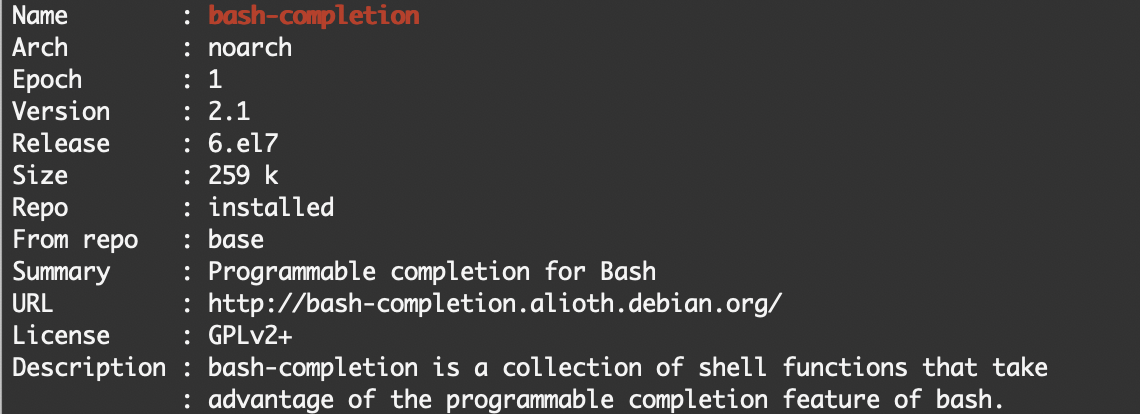 Name        : bash-completion
Arch        : noarch
Epoch       : 1
Version     : 2.1
Release     : 6.el7
Size        : 259 k
Repo        : installed
From repo   : base
Summary     : Programmable completion for Bash
URL         : http://bash-completion.alioth.debian.org/
License     : GPLv2+
Description : bash-completion is a collection of shell functions that take
            : advantage of the programmable completion feature of bash.